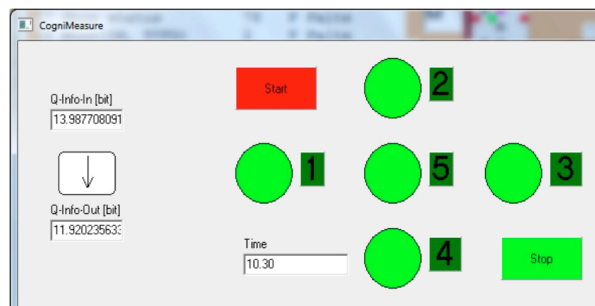 CogniMeasure
Start
2
Q-Info-In [bit]
13.987708091
1
5
3
Q-Info-Out [bit]
11.920235633
Time
10.30
4
Stop